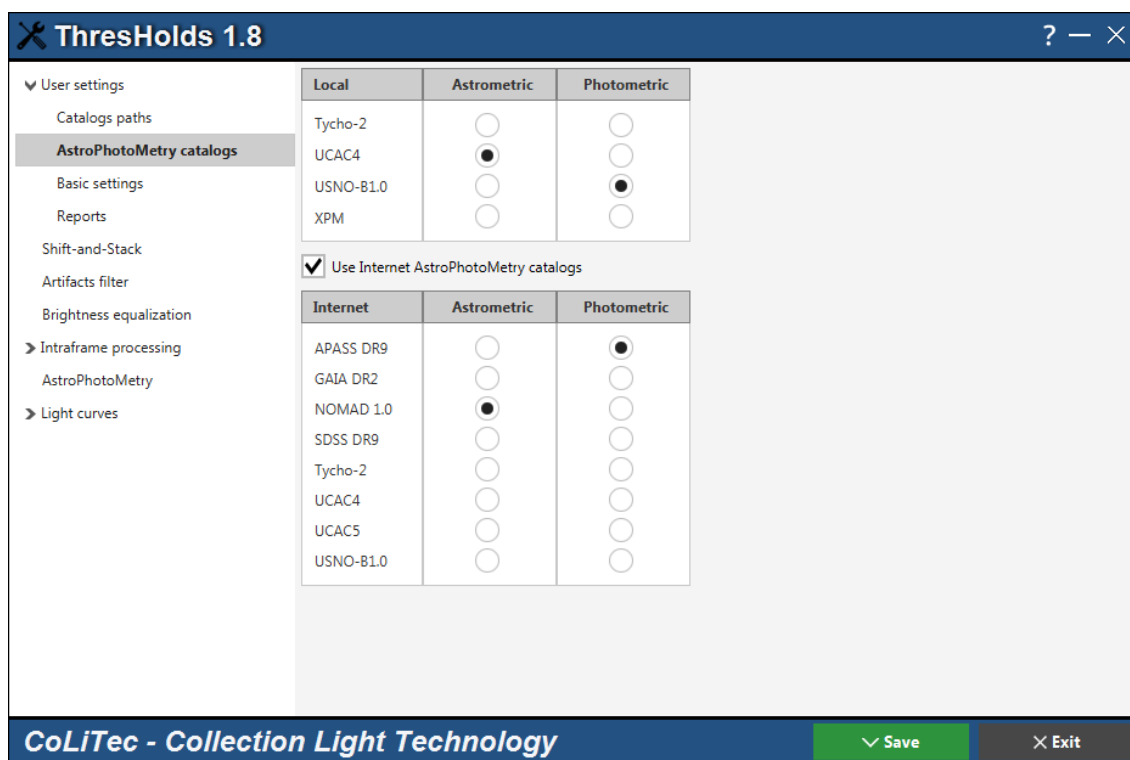 ThresHolds 1.8
?
User settings
Catalogs paths
AstroPhotoMetry catalogs
Basic settings
Reports
Shift-and-Stack
Artifacts filter
Brightness equalization
Intraframe processing
AstroPhotoMetry
Light curves
Local Astrometric Photometric
Tycho-2
UCAC4
USNO-B1.0
XPM
Use Internet AstroPhotoMetry catalogs
Internet Astrometric Photometric
APASS DR9
GAIA DR2
NOMAD 1.0
SDSS DR9
Tycho-2
UCAC4
UCAC5
USNO-B1.0
CoLiTec - Collection Light Technology
Save
Exit